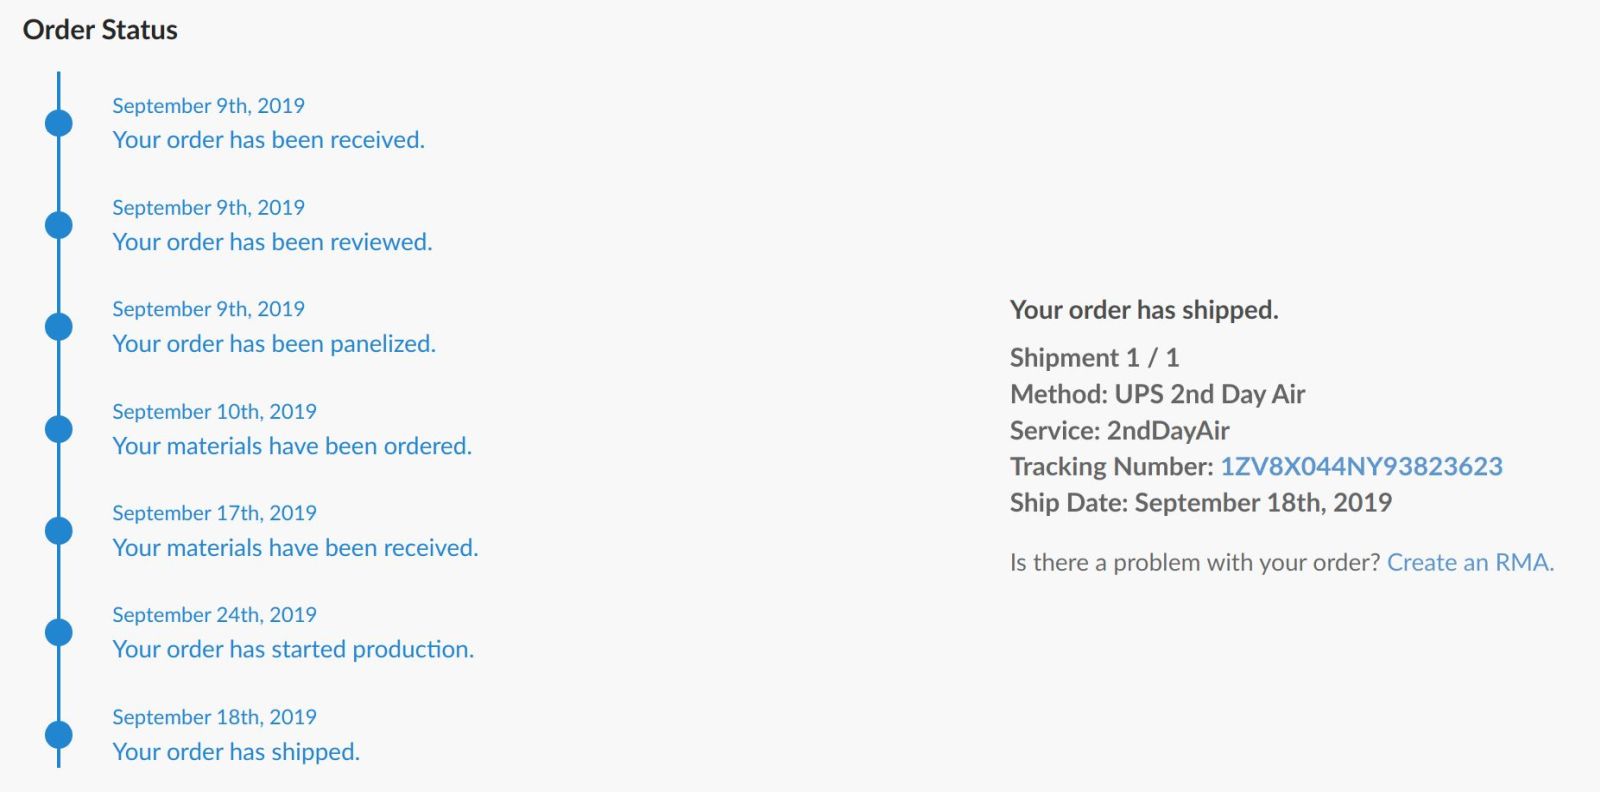 Order Status
September 9th, 2019
Your order has been received.
September 9th, 2019
Your order has been reviewed.
September 9th, 2019
Your order has been panelized.
September 10th, 2019
Your materials have been ordered.
September 17th, 2019
Your materials have been received.
September 24th, 2019
Your order has started production.
September 18th, 2019
Your order has shipped.
Your order has shipped.
Shipment 1 / 1
Method: UPS 2nd Day Air
Service: 2ndDayAir
Tracking Number: 1ZV8X044NY93823623
Ship Date: September 18th, 2019
Is there a problem with your order? Create an RMA.